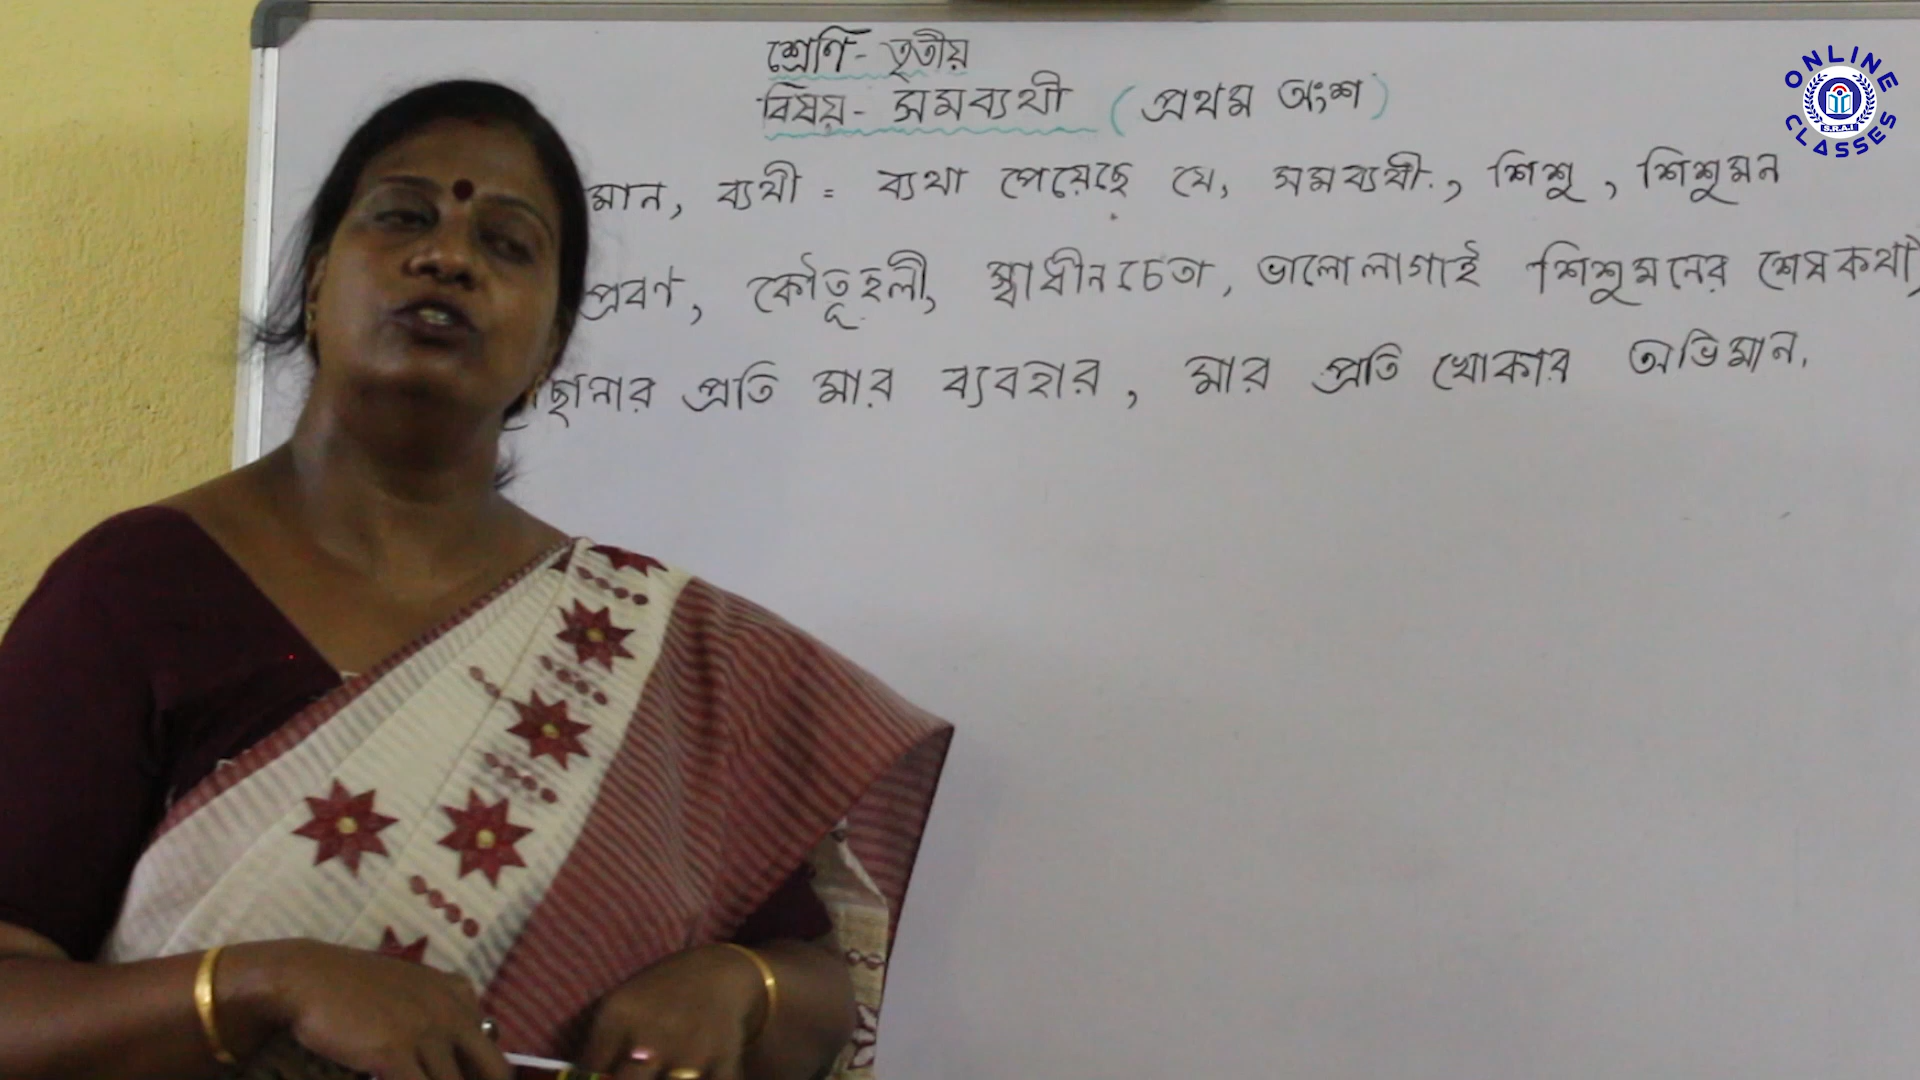 শ্রেণি - তৃতীয়
বিষয় - সমব্যথী (প্রথম অংশ)
মান, ব্যথী = ব্যথা পেয়েছে যে, সমব্যথী, শিশু, শিশুমন
প্রবণ, কৌতূহলী, স্বাধীনচেতা, ভালোলাগাই শিশুমনের শেষকথা,
ছানার প্রতি মার ব্যবহার, মার প্রতি খোকার অভিমান.
ONLINE CLASSES
S.R.A.I